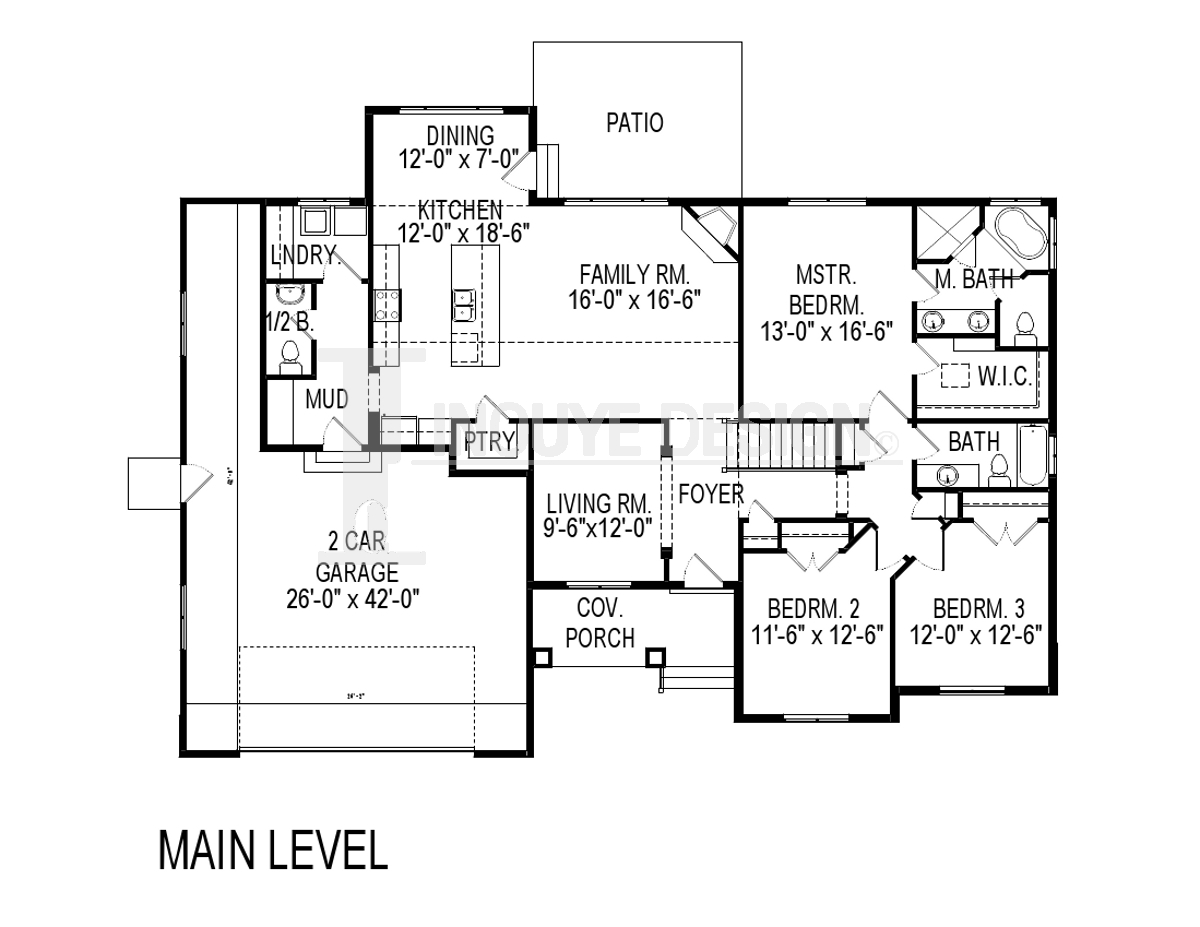 PATIO
DINING
12'-0" x 7'-0"
KITCHEN
12'-0" x 18'-6"
LNDRY.
FAMILY RM.
16'-0" x 16'-6"
MSTR.
BEDRM.
13'-0" x 16'-6"
M. BATH
1/2 B.
W.I.C.
MUD
INOUYE DESIGN ©
PTRY
BATH
LIVING RM.
9'-6"x12'-0"
FOYER
2 CAR
GARAGE
26'-0" x 42'-0"
COV.
PORCH
BEDRM. 2
11'-6" x 12'-6"
BEDRM. 3
12'-0" x 12'-6"
MAIN LEVEL